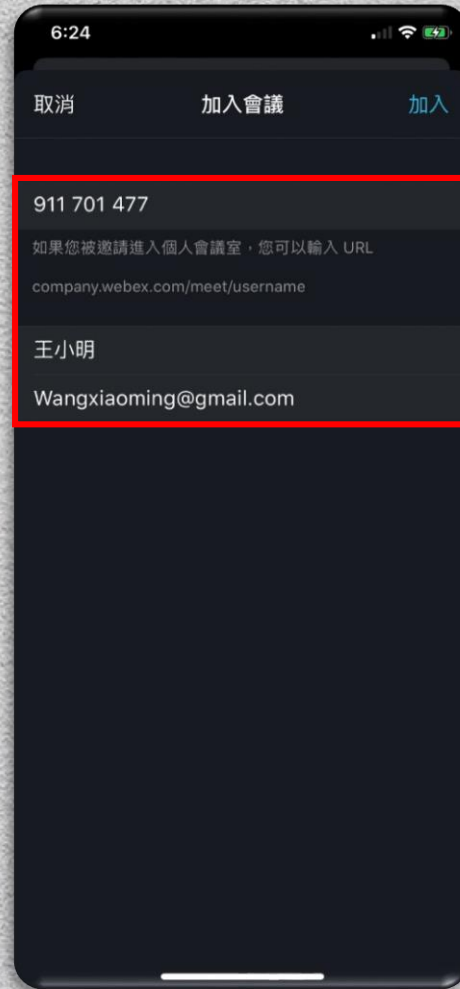 6:24
取消 加入會議 加入
911 701 477
如果您被邀請進入個人會議室，您可以輸入 URL
company.webex.com/meet/username
王小明
Wangxiaoming@gmail.com